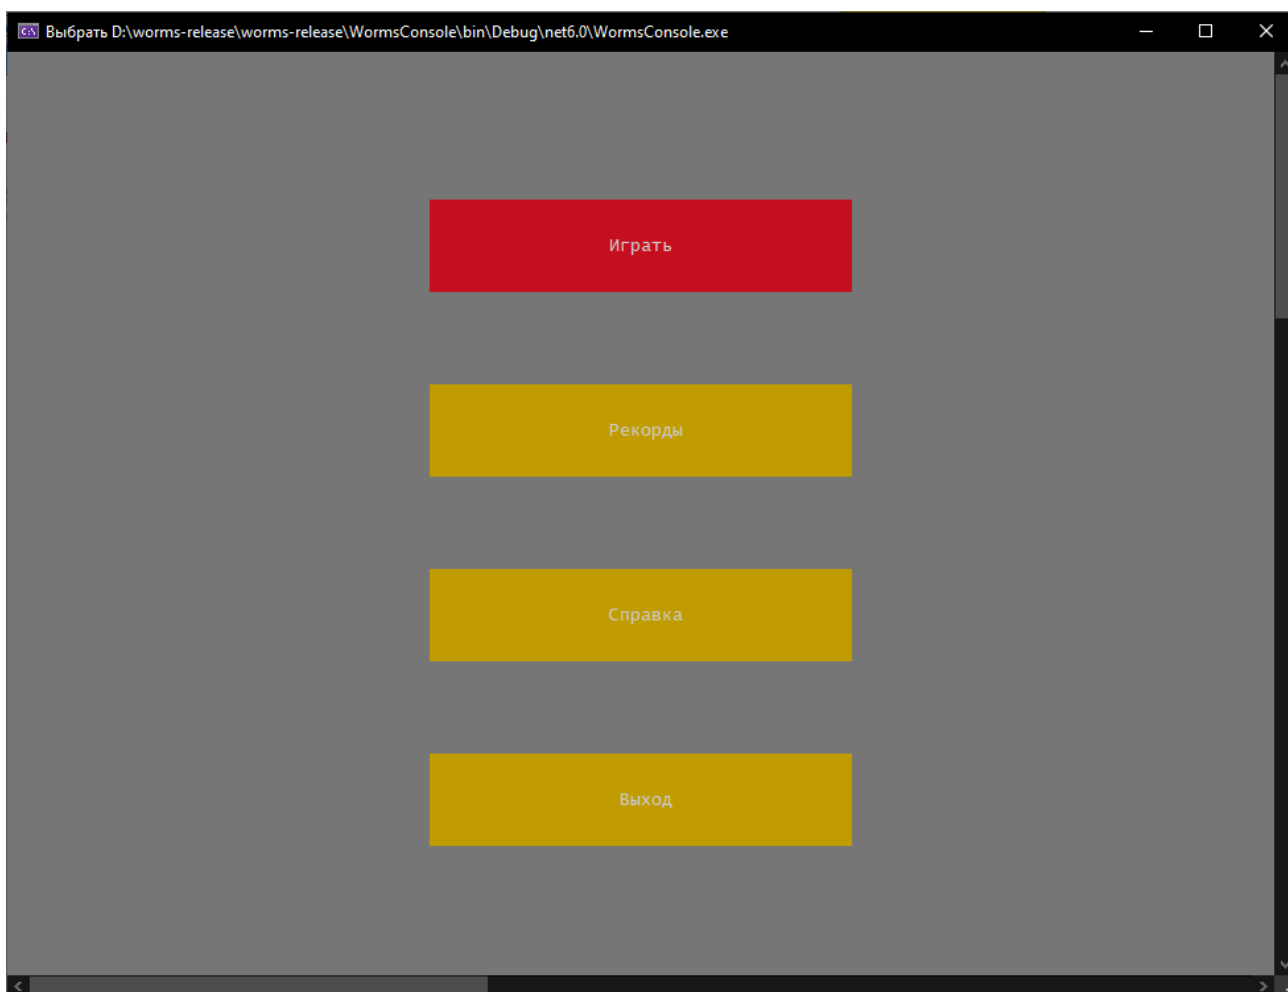 Выбрать D:\worms-release\worms-release\WormsConsole\bin\Debug\net6.0\WormsConsole.exe
Играть
Рекорды
Справка
Выход